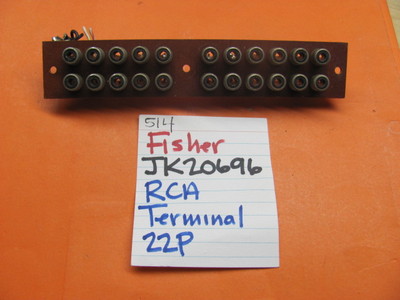 514
Fisher
JK20696
RCA
Terminal
22P